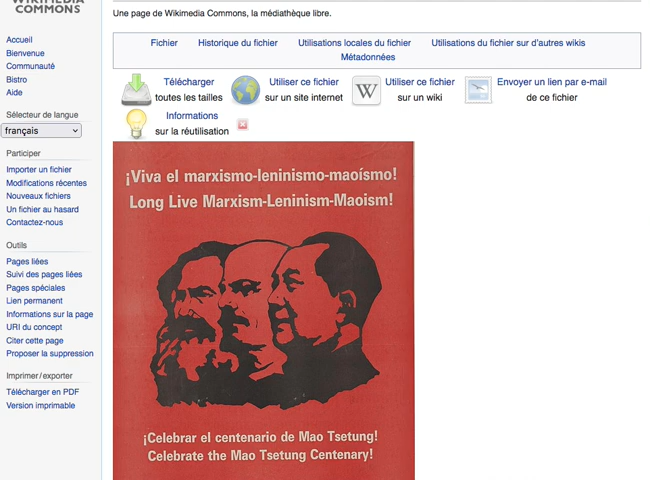 WIKIMEDIA
COMMONS
Accueil
Bienvenue
Communauté
Bistro
Aide
Sélecteur de langue
français
Participer
Importer un fichier
Modifications récentes
Nouveaux fichiers
Un fichier au hasard
Contactez-nous
Outils
Pages liées
Suivi des pages liées
Pages spéciales
Lien permanent
Informations sur la page
URI du concept
Citer cette page
Proposer la suppression
Imprimer / exporter
Télécharger en PDF
Version imprimable
Une page de Wikimedia Commons, la médiathèque libre.
Fichier Historique du fichier Utilisations locales du fichier Utilisations du fichier sur d'autres wikis
Métadonnées
Télécharger
toutes les tailles
Utiliser ce fichier
sur un site internet
W
Utiliser ce fichier
sur un wiki
Envoyer un lien par e-mail
de ce fichier
Informations
sur la réutilisation
¡Viva el marxismo-leninismo-maoísmo!
Long Live Marxism-Leninism-Maoism!
¡Celebrar el centenario de Mao Tsetung!
Celebrate the Mao Tsetung Centenary!